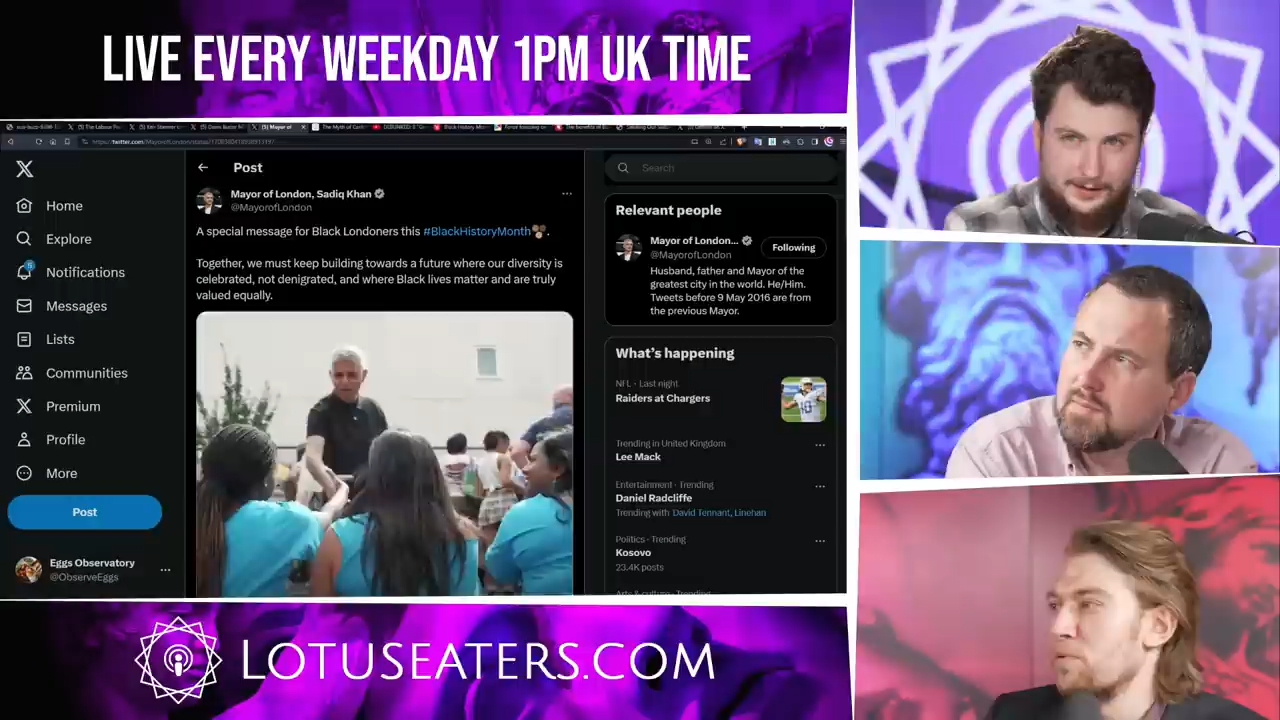 LIVE EVERY WEEKDAY 1PM UK TIME
Post
Mayor of London, Sadiq Khan
@MayorofLondon
A special message for Black Londoners this #BlackHistoryMonth.
Together, we must keep building towards a future where our diversity is
celebrated, not denigrated, and where Black lives matter and are truly
valued equally.
Home
Explore
5
Notifications
Messages
Lists
Communities
Premium
Profile
More
Post
Eggs Observatory
@ObserveEggs
Search
Relevant people
Mayor of London...
@MayorofLondon
Following
Husband, father and Mayor of the
greatest city in the world. He/Him.
Tweets before 9 May 2016 are from
the previous Mayor.
What's happening
NFL · Last night
Raiders at Chargers
Trending in United Kingdom
Lee Mack
Entertainment · Trending
Daniel Radcliffe
Trending with David Tennant, Linehan
Politics · Trending
Kosovo
23.4K posts
LOTUSEATERS.COM